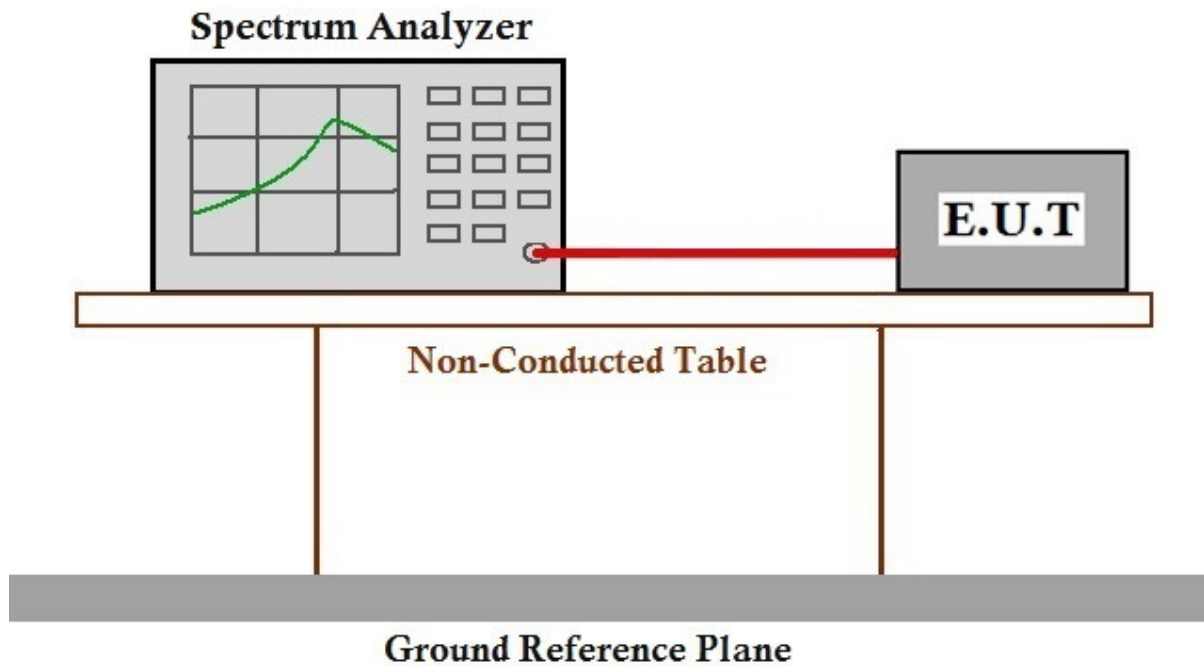 Spectrum Analyzer
E.U.T
Non-Conducted Table
Ground Reference Plane